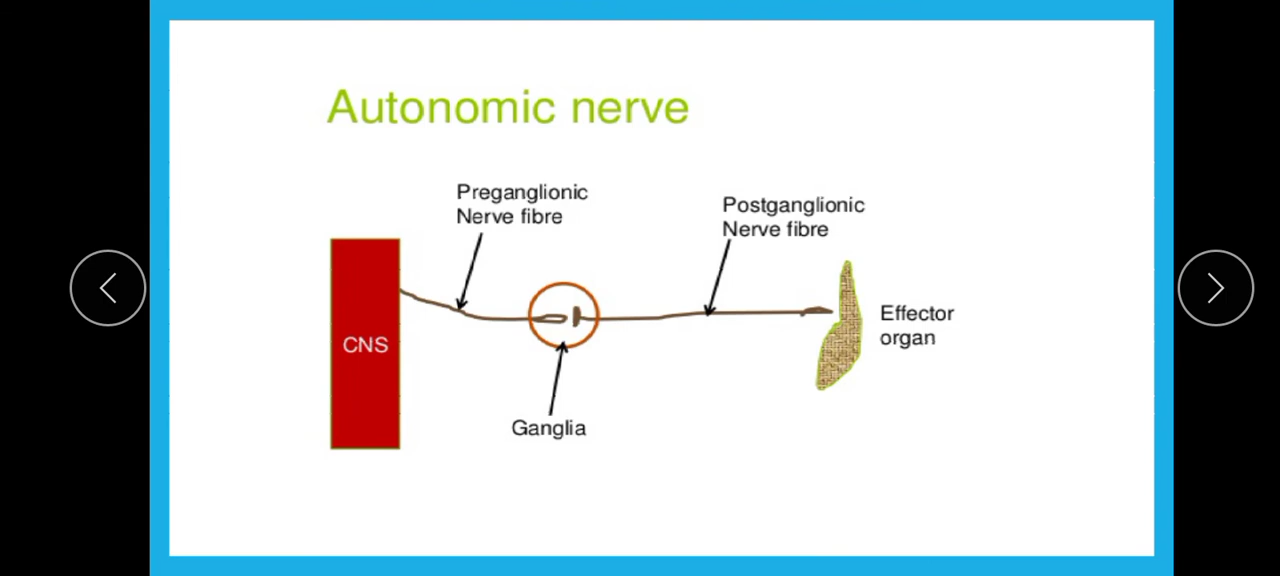 Autonomic nerve
Preganglionic
Nerve fibre
Postganglionic
Nerve fibre
CNS
Effector
organ
Ganglia